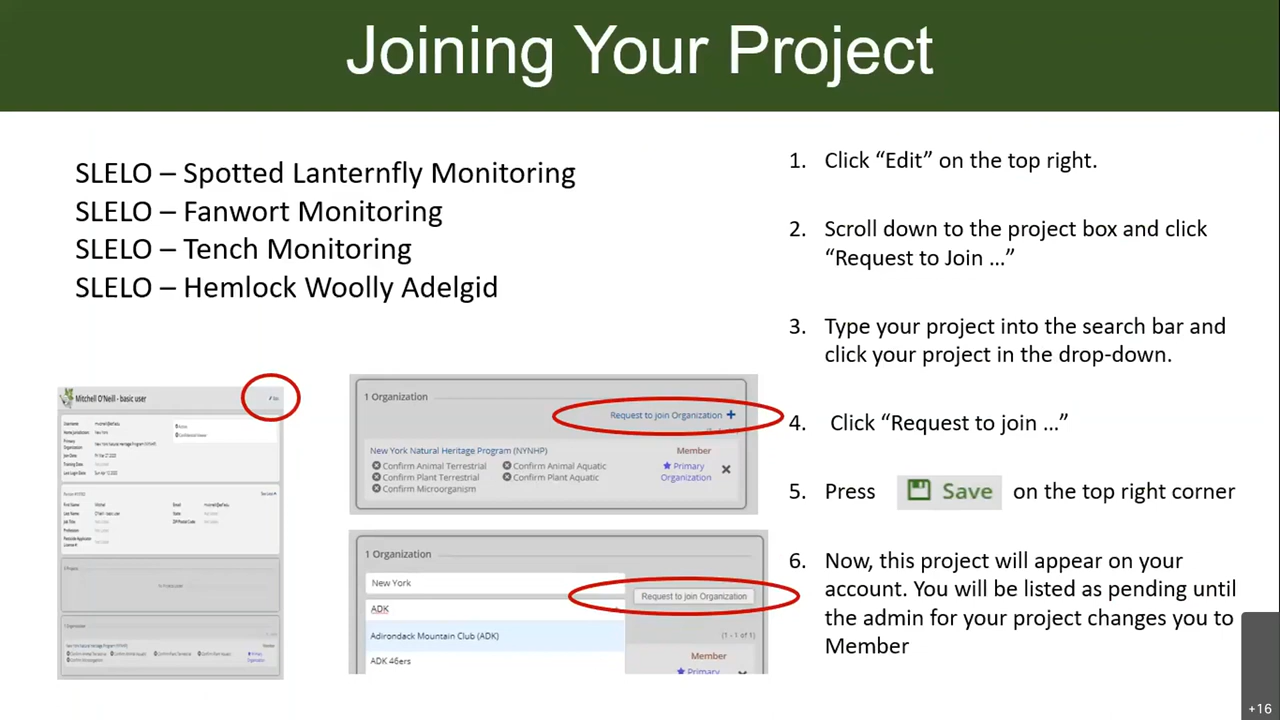 Joining Your Project
SLELO – Spotted Lanternfly Monitoring
SLELO – Fanwort Monitoring
SLELO – Tench Monitoring
SLELO – Hemlock Woolly Adelgid
1. Click “Edit” on the top right.
2. Scroll down to the project box and click
“Request to Join ...”
3. Type your project into the search bar and
click your project in the drop-down.
4. Click “Request to join ...”
5. Press Save on the top right corner
6. Now, this project will appear on your
account. You will be listed as pending until
the admin for your project changes you to
Member
Mitchell O'Neill - basic user
1 Organization
Request to join Organization +
New York Natural Heritage Program (NYNHP)
Member
Confirm Animal Terrestrial
Confirm Animal Aquatic
Primary
Organization
Confirm Plant Terrestrial
Confirm Plant Aquatic
Confirm Microorganism
1 Organization
New York
Request to join Organization
ADK
Adirondack Mountain Club (ADK)
(1 - 1 of 1)
Member
ADK 46ers
Primary
+16